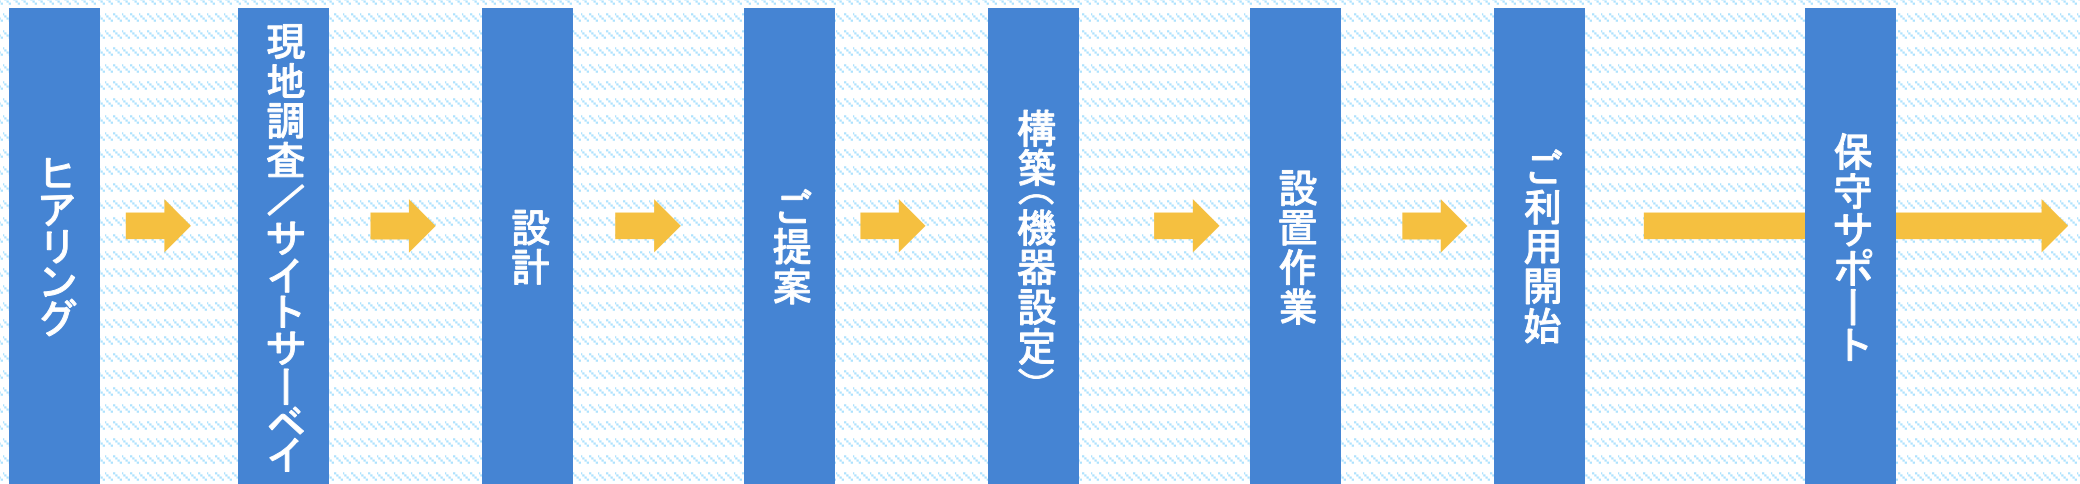 ヒアリング
現地調査／サイトサーベイ
設計
ご提案
構築（機器設定）
設置作業
ご利用開始
保守サポート